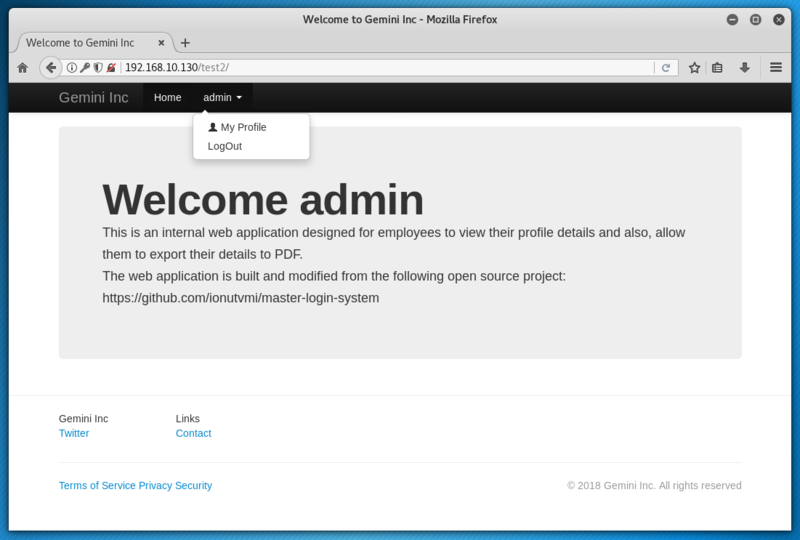 Welcome to Gemini Inc - Mozilla Firefox
Welcome to Gemini Inc
192.168.10.130/test2/
Gemini Inc Home admin
My Profile
LogOut
Welcome admin
This is an internal web application designed for employees to view their profile details and also, allow
them to export their details to PDF.
The web application is built and modified from the following open source project:
https://github.com/ionutvmi/master-login-system
Gemini Inc Links
Twitter Contact
Terms of Service Privacy Security © 2018 Gemini Inc. All rights reserved